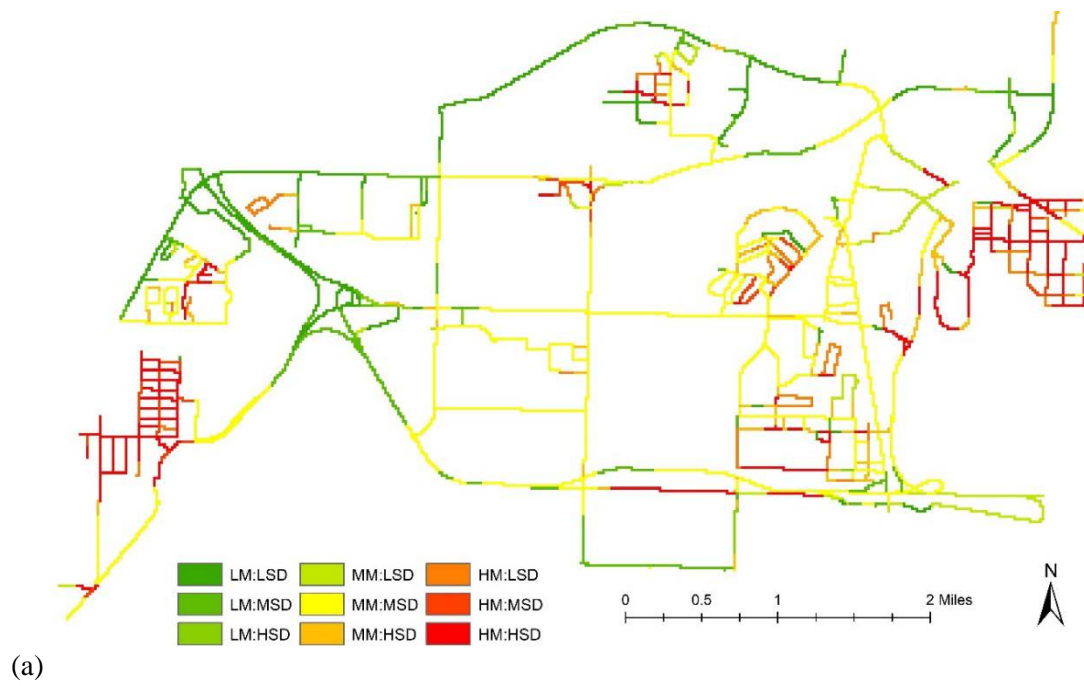 N
LM:LSD MM:LSD HM:LSD
LM:MSD MM:MSD HM:MSD
LM:HSD MM:HSD HM:HSD
0 0.5 1 2 Miles
(a)